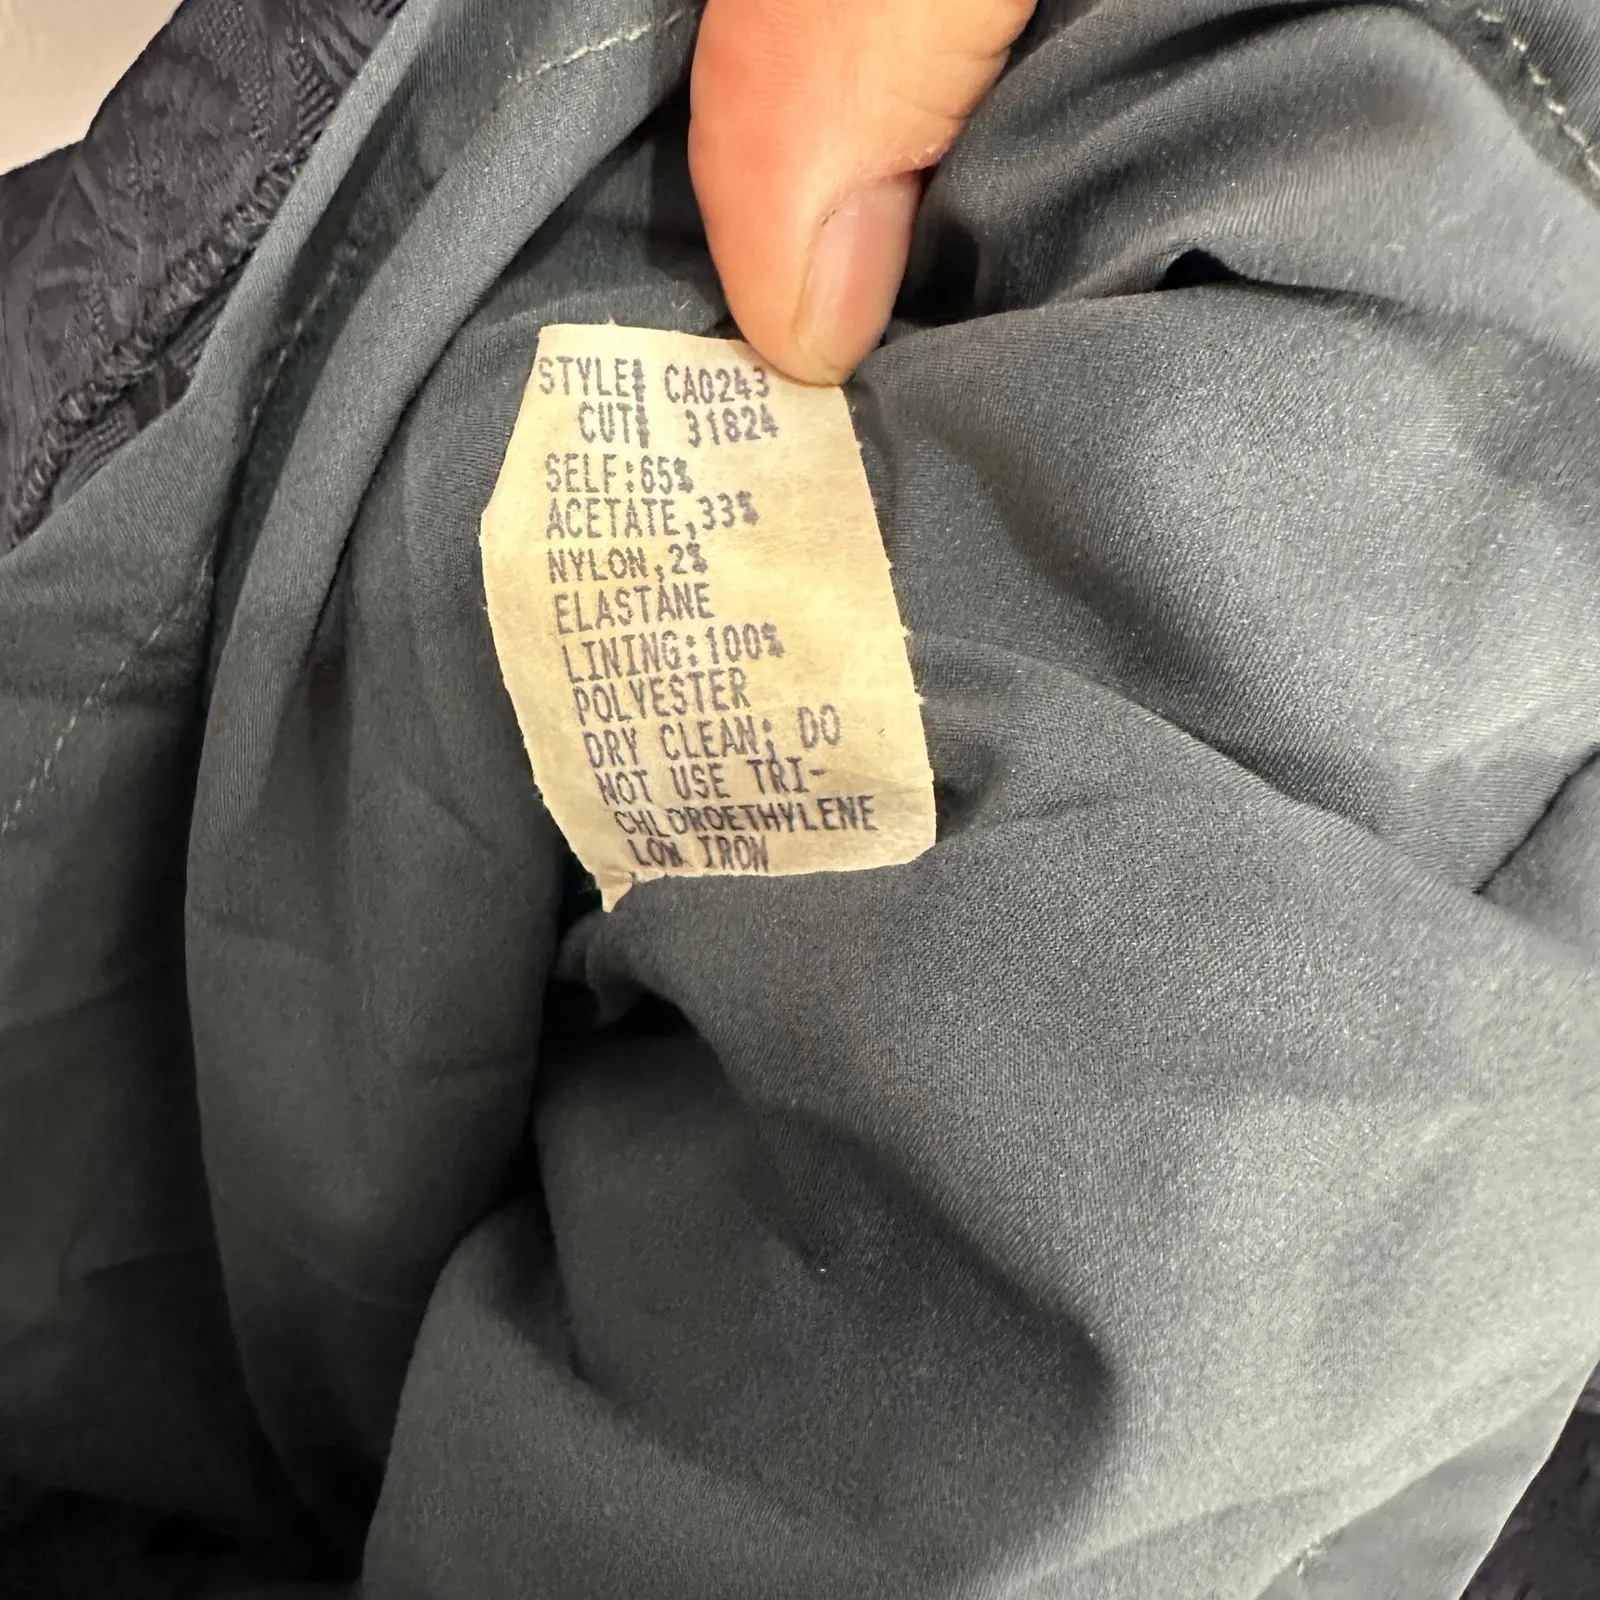 STYLE# CA0243
CUT# 31824
SELF:65%
ACETATE,33%
NYLON,2%
ELASTANE
LINING:100%
POLYESTER
DRY CLEAN; DO
NOT USE TRI-
CHLOROETHYLENE
LOW IRON